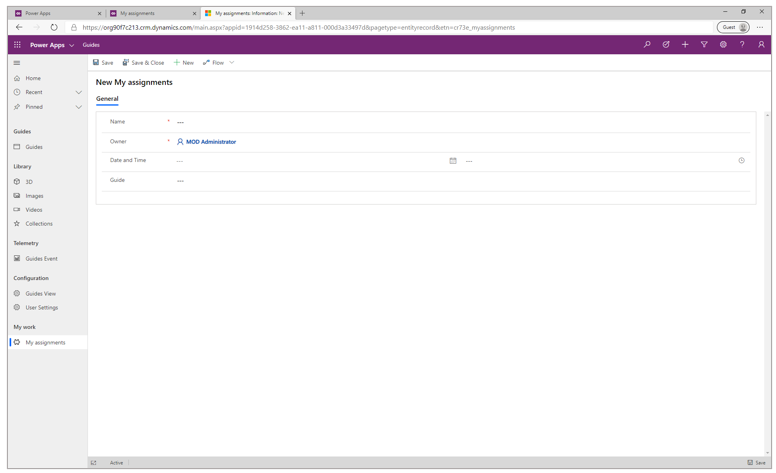 Power Apps
My assignments
My assignments: Information: N
https://org90f7c213.crm.dynamics.com/main.aspx?appid=1914d258-3862-ea11-a811-000d3a33497d&pagetype=entityrecord&etn=cr73e_myassignments
Guest
Power Apps
Guides
Save
Save & Close
New
Flow
Home
Recent
Pinned
Guides
Guides
Library
3D
Images
Videos
Collections
Telemetry
Guides Event
Configuration
Guides View
User Settings
My work
My assignments
New My assignments
General
Name * ---
Owner * MOD Administrator
Date and Time --- ---
Guide ---
Active
Save